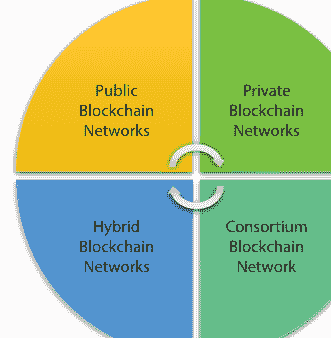 Public
Blockchain
Networks
Private
Blockchain
Networks
Hybrid
Blockchain
Networks
Consortium
Blockchain
Network